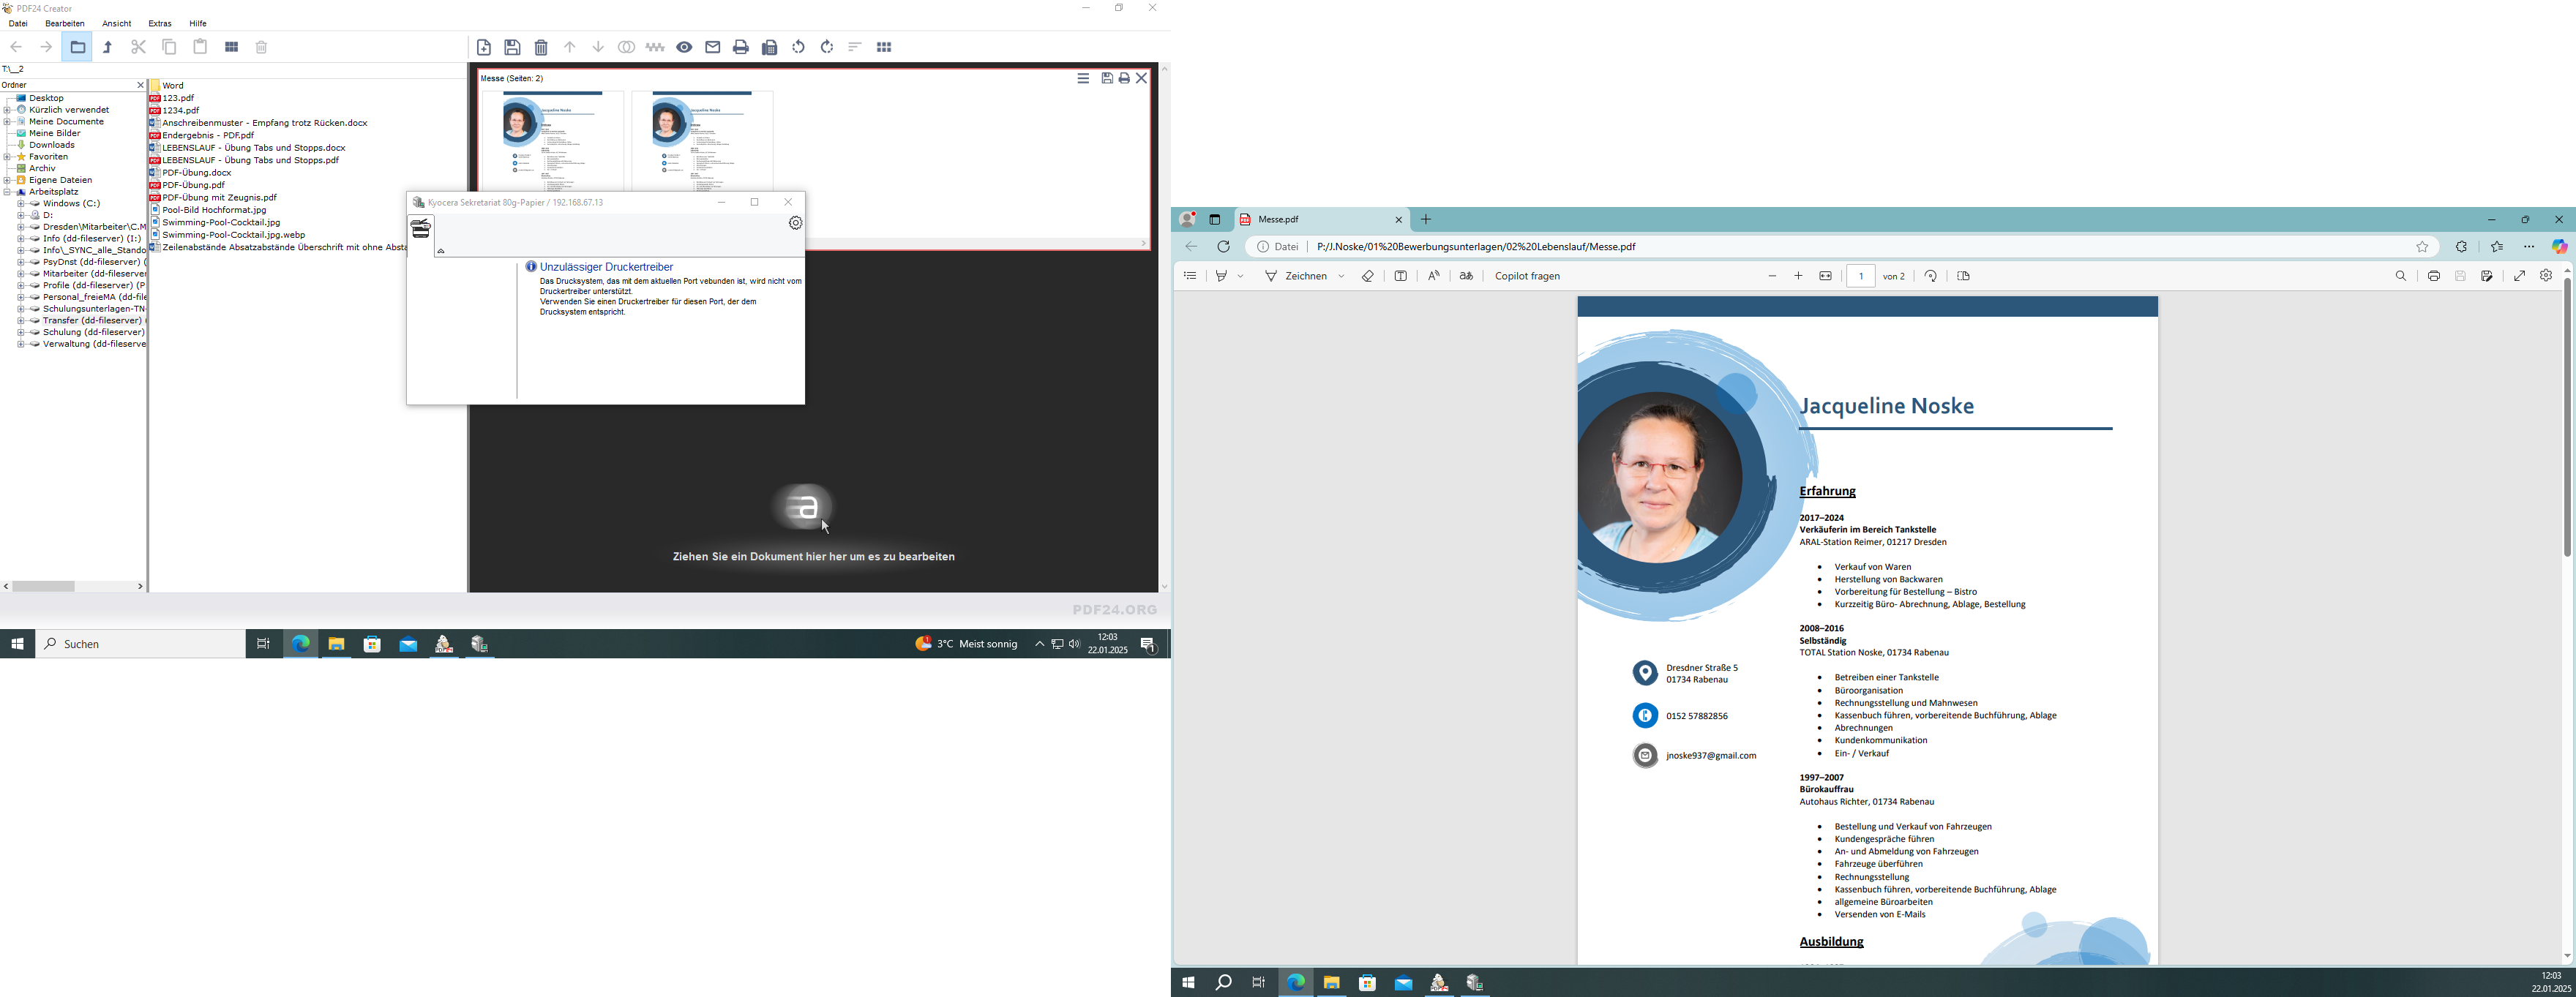 PDF24 Creator
Datei Bearbeiten Ansicht Extras Hilfe
T:\__2
Ordner
Desktop
Kürzlich verwendet
Meine Documente
Meine Bilder
Downloads
Favoriten
Archiv
Eigene Dateien
Arbeitsplatz
Windows (C:)
D:
Dresden\Mitarbeiter\C.M
Info (dd-fileserver) (I:)
Info\_SYNC_alle_Stando
PsyDnst (dd-fileserver) (
Mitarbeiter (dd-fileserver
Profile (dd-fileserver) (P
Personal_freieMA (dd-file
Schulungsunterlagen-TN
Transfer (dd-fileserver) (
Schulung (dd-fileserver)
Verwaltung (dd-fileserve
Word
123.pdf
1234.pdf
Anschreibenmuster - Empfang trotz Rücken.docx
Endergebnis - PDF.pdf
LEBENSLAUF - Übung Tabs und Stopps.docx
LEBENSLAUF - Übung Tabs und Stopps.pdf
PDF-Übung.docx
PDF-Übung.pdf
PDF-Übung mit Zeugnis.pdf
Pool-Bild Hochformat.jpg
Swimming-Pool-Cocktail.jpg
Swimming-Pool-Cocktail.jpg.webp
Zeilenabstände Absatzabstände Überschrift mit ohne Absta
Messe (Seiten: 2)
Jacqueline Noske
Jacqueline Noske
Kyocera Sekretariat 80g-Papier / 192.168.67.13
Unzulässiger Druckertreiber
Das Drucksystem, das mit dem aktuellen Port vebunden ist, wird nicht vom
Druckertreiber unterstützt.
Verwenden Sie einen Druckertreiber für diesen Port, der dem
Drucksystem entspricht.
Ziehen Sie ein Dokument hier her um es zu bearbeiten
PDF24.ORG
Suchen
1
3°C Meist sonnig
12:03
22.01.2025
1
Messe.pdf
Datei P:/J.Noske/01%20Bewerbungsunterlagen/02%20Lebenslauf/Messe.pdf
Zeichnen
Copilot fragen
1 von 2
Jacqueline Noske
Erfahrung
2017–2024
Verkäuferin im Bereich Tankstelle
ARAL-Station Reimer, 01217 Dresden
• Verkauf von Waren
• Herstellung von Backwaren
• Vorbereitung für Bestellung – Bistro
• Kurzzeitig Büro- Abrechnung, Ablage, Bestellung
2008–2016
Selbständig
TOTAL Station Noske, 01734 Rabenau
• Betreiben einer Tankstelle
• Büroorganisation
• Rechnungsstellung und Mahnwesen
• Kassenbuch führen, vorbereitende Buchführung, Ablage
• Abrechnungen
• Kundenkommunikation
• Ein- / Verkauf
1997–2007
Bürokauffrau
Autohaus Richter, 01734 Rabenau
• Bestellung und Verkauf von Fahrzeugen
• Kundengespräche führen
• An- und Abmeldung von Fahrzeugen
• Fahrzeuge überführen
• Rechnungsstellung
• Kassenbuch führen, vorbereitende Buchführung, Ablage
• allgemeine Büroarbeiten
• Versenden von E-Mails
Ausbildung
Dresdner Straße 5
01734 Rabenau
0152 57882856
jnoske937@gmail.com
12:03
22.01.2025